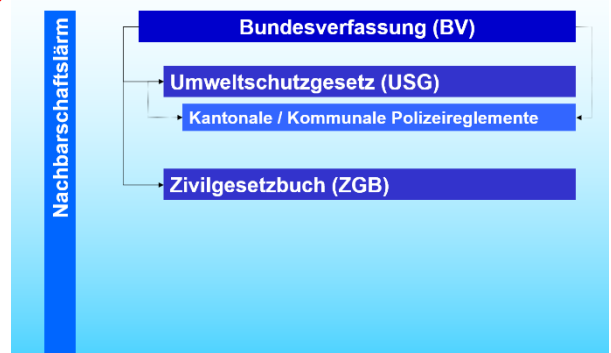 Nachbarschaftslärm
Bundesverfassung (BV)
Umweltschutzgesetz (USG)
Kantonale / Kommunale Polizeireglemente
Zivilgesetzbuch (ZGB)